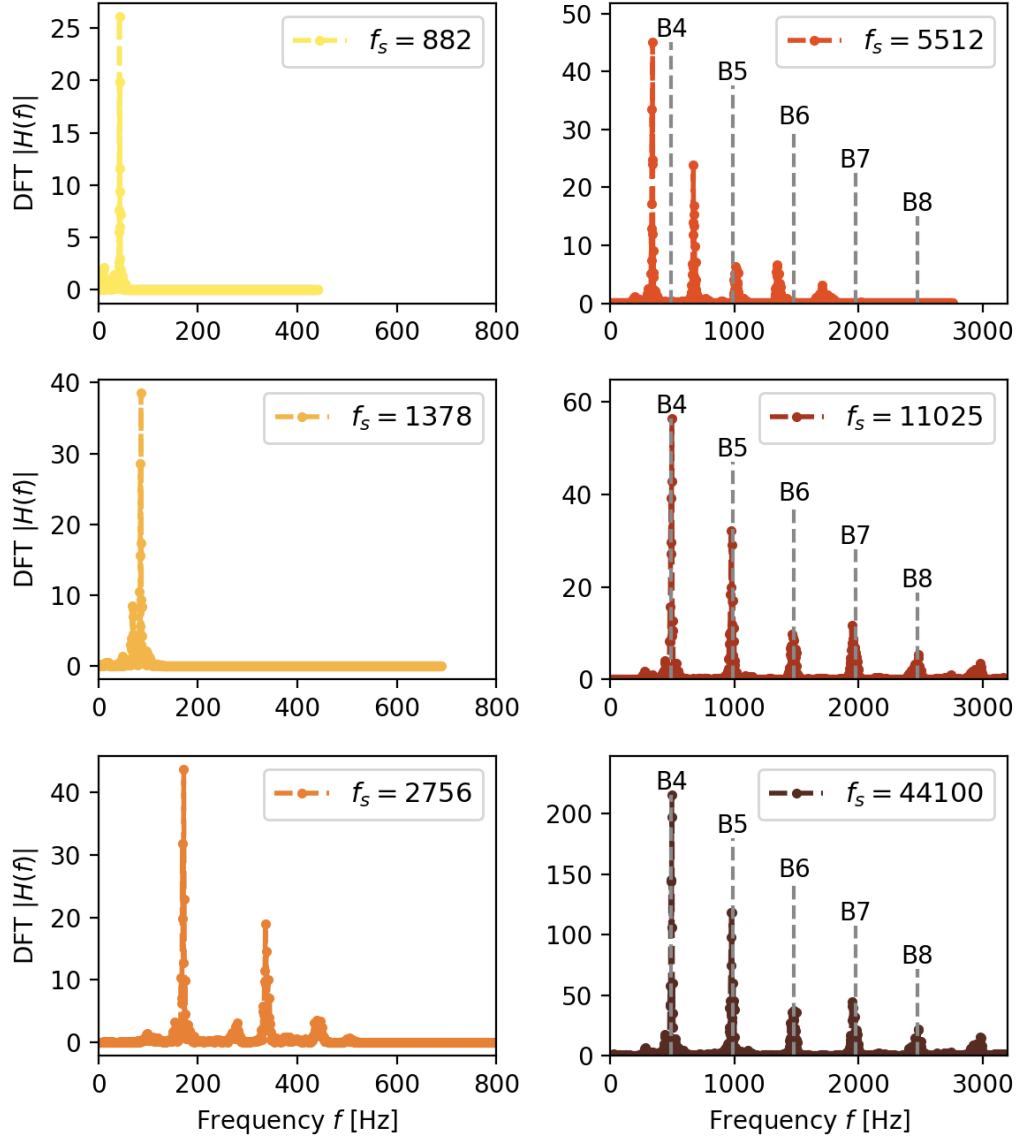 25
20
15
10
5
0
DFT |H(f)|
f_s = 882
0 200 400 600 800
50
40
30
20
10
0
f_s = 5512
B4
B5
B6
B7
B8
0 1000 2000 3000
40
30
20
10
0
DFT |H(f)|
f_s = 1378
0 200 400 600 800
60
40
20
0
f_s = 11025
B4
B5
B6
B7
B8
0 1000 2000 3000
40
30
20
10
0
DFT |H(f)|
f_s = 2756
0 200 400 600 800
Frequency f [Hz]
200
150
100
50
0
f_s = 44100
B4
B5
B6
B7
B8
0 1000 2000 3000
Frequency f [Hz]